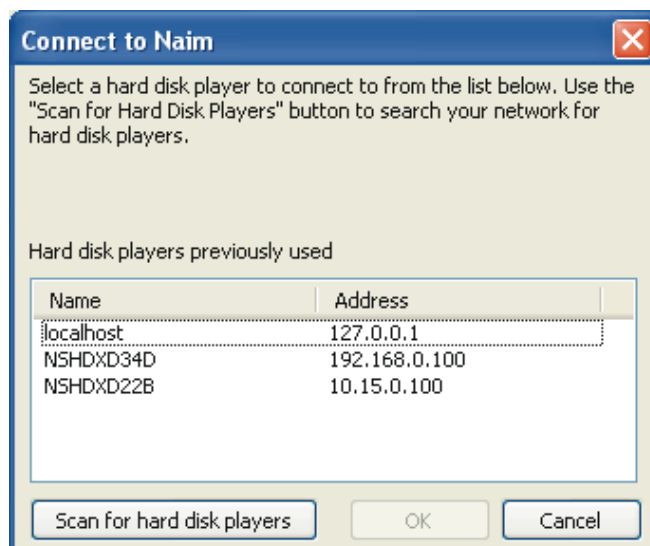 Connect to Naim
Select a hard disk player to connect to from the list below. Use the
"Scan for Hard Disk Players" button to search your network for
hard disk players.
Hard disk players previously used
Name Address
localhost 127.0.0.1
NSHDXD34D 192.168.0.100
NSHDXD22B 10.15.0.100
Scan for hard disk players OK Cancel